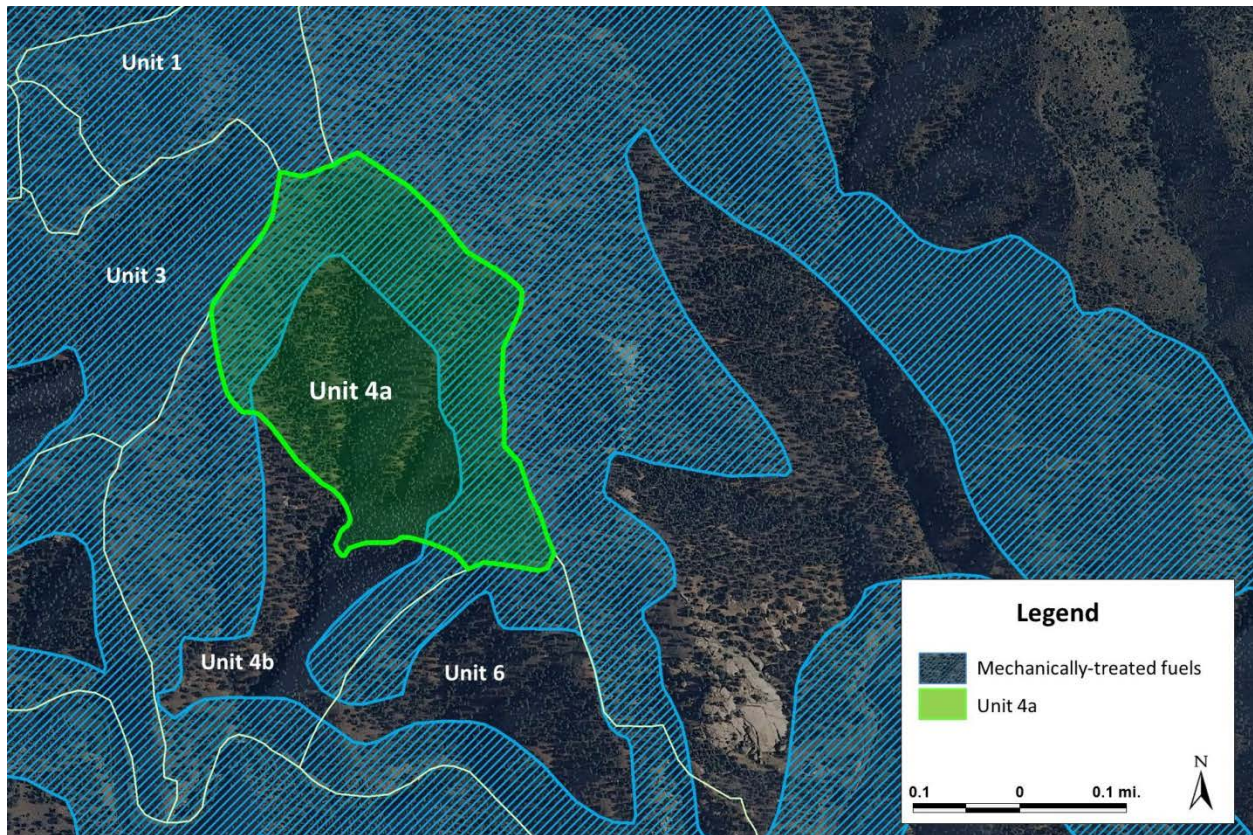 Unit 1
Unit 3
Unit 4a
Unit 4b
Unit 6
Legend
Mechanically-treated fuels
Unit 4a
N
0.1 0 0.1 mi.